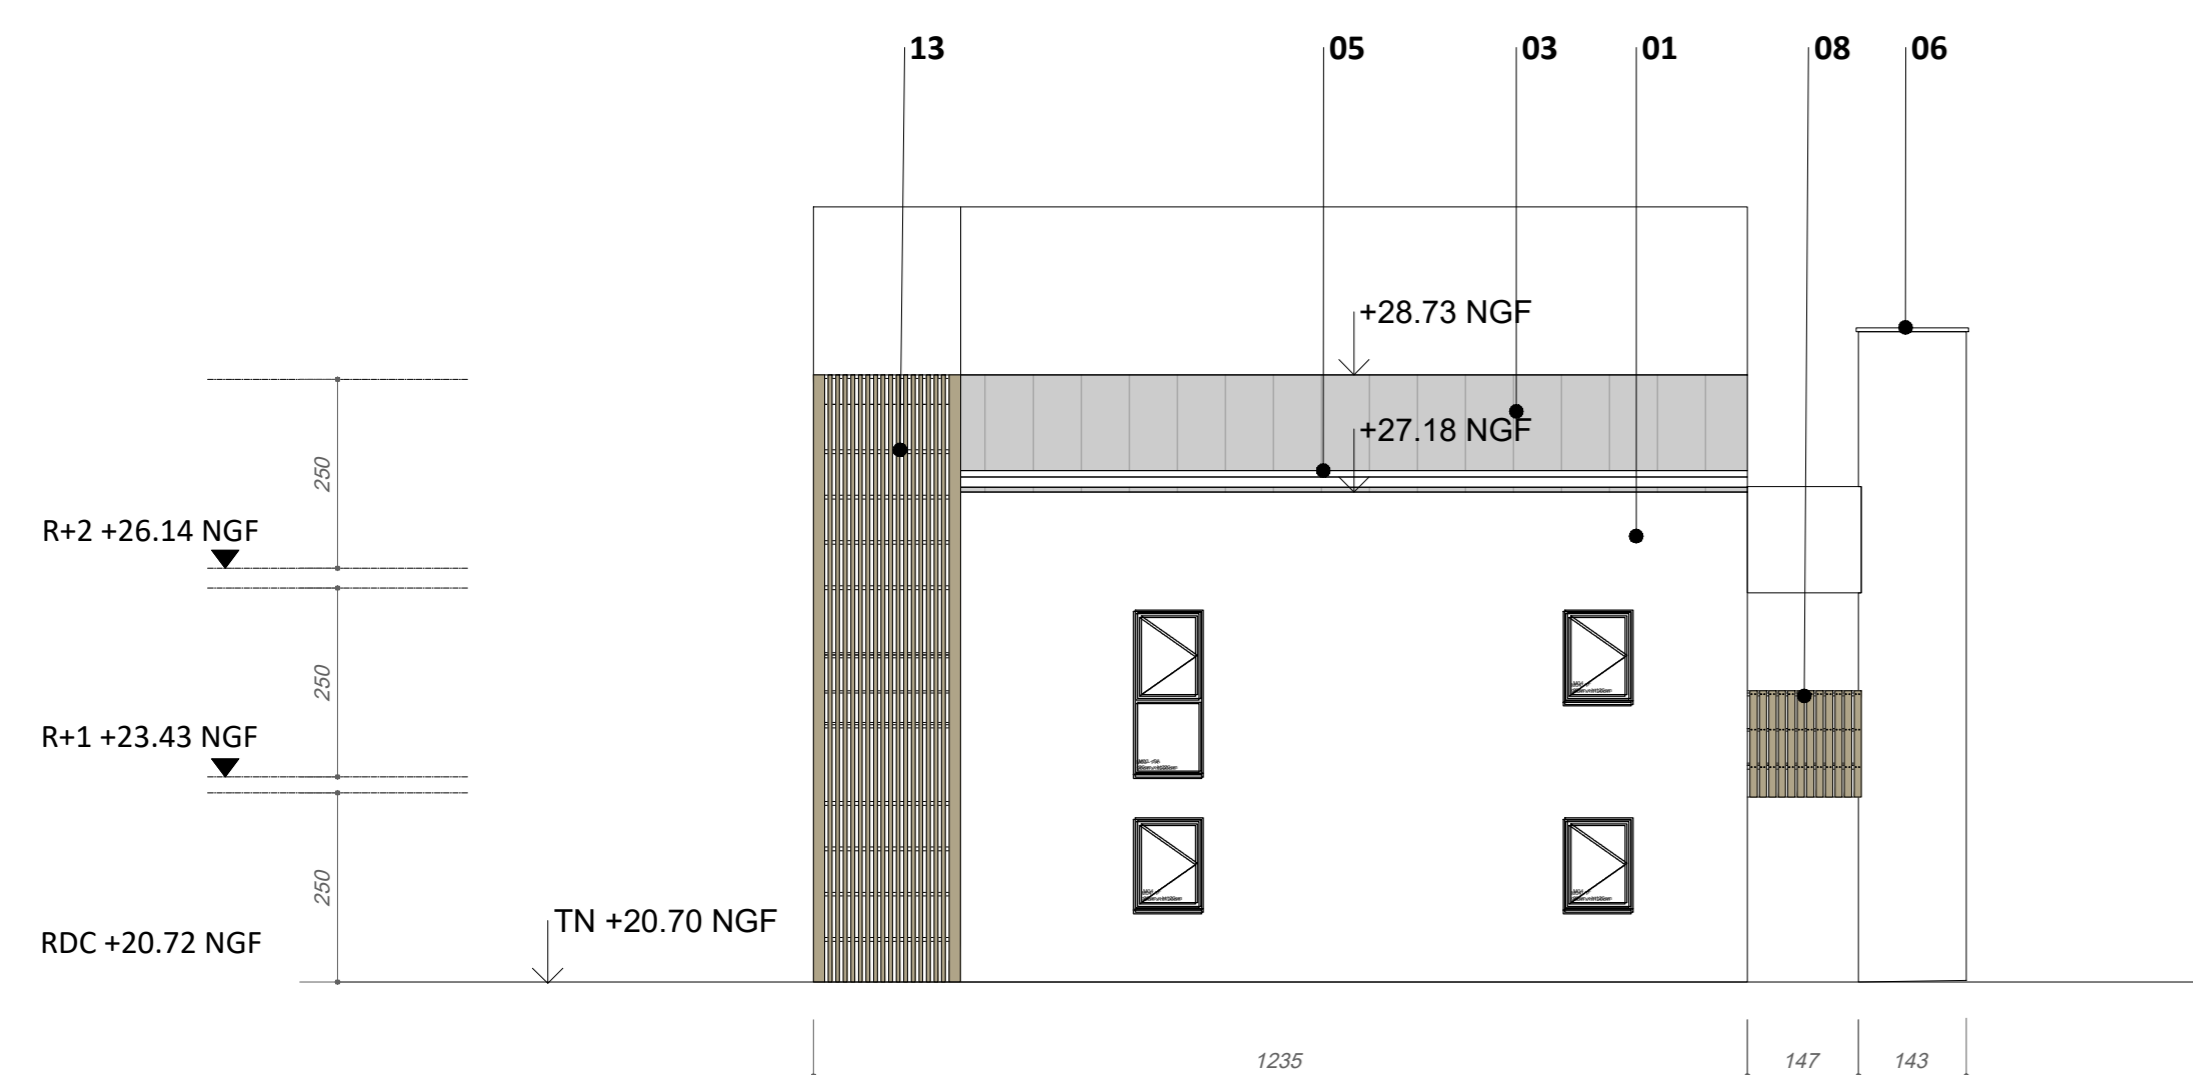 13
05
03
01
08
06
+28.73 NGF
+27.18 NGF
250
R+2 +26.14 NGF
250
R+1 +23.43 NGF
250
TN +20.70 NGF
RDC +20.72 NGF
1235
147
143